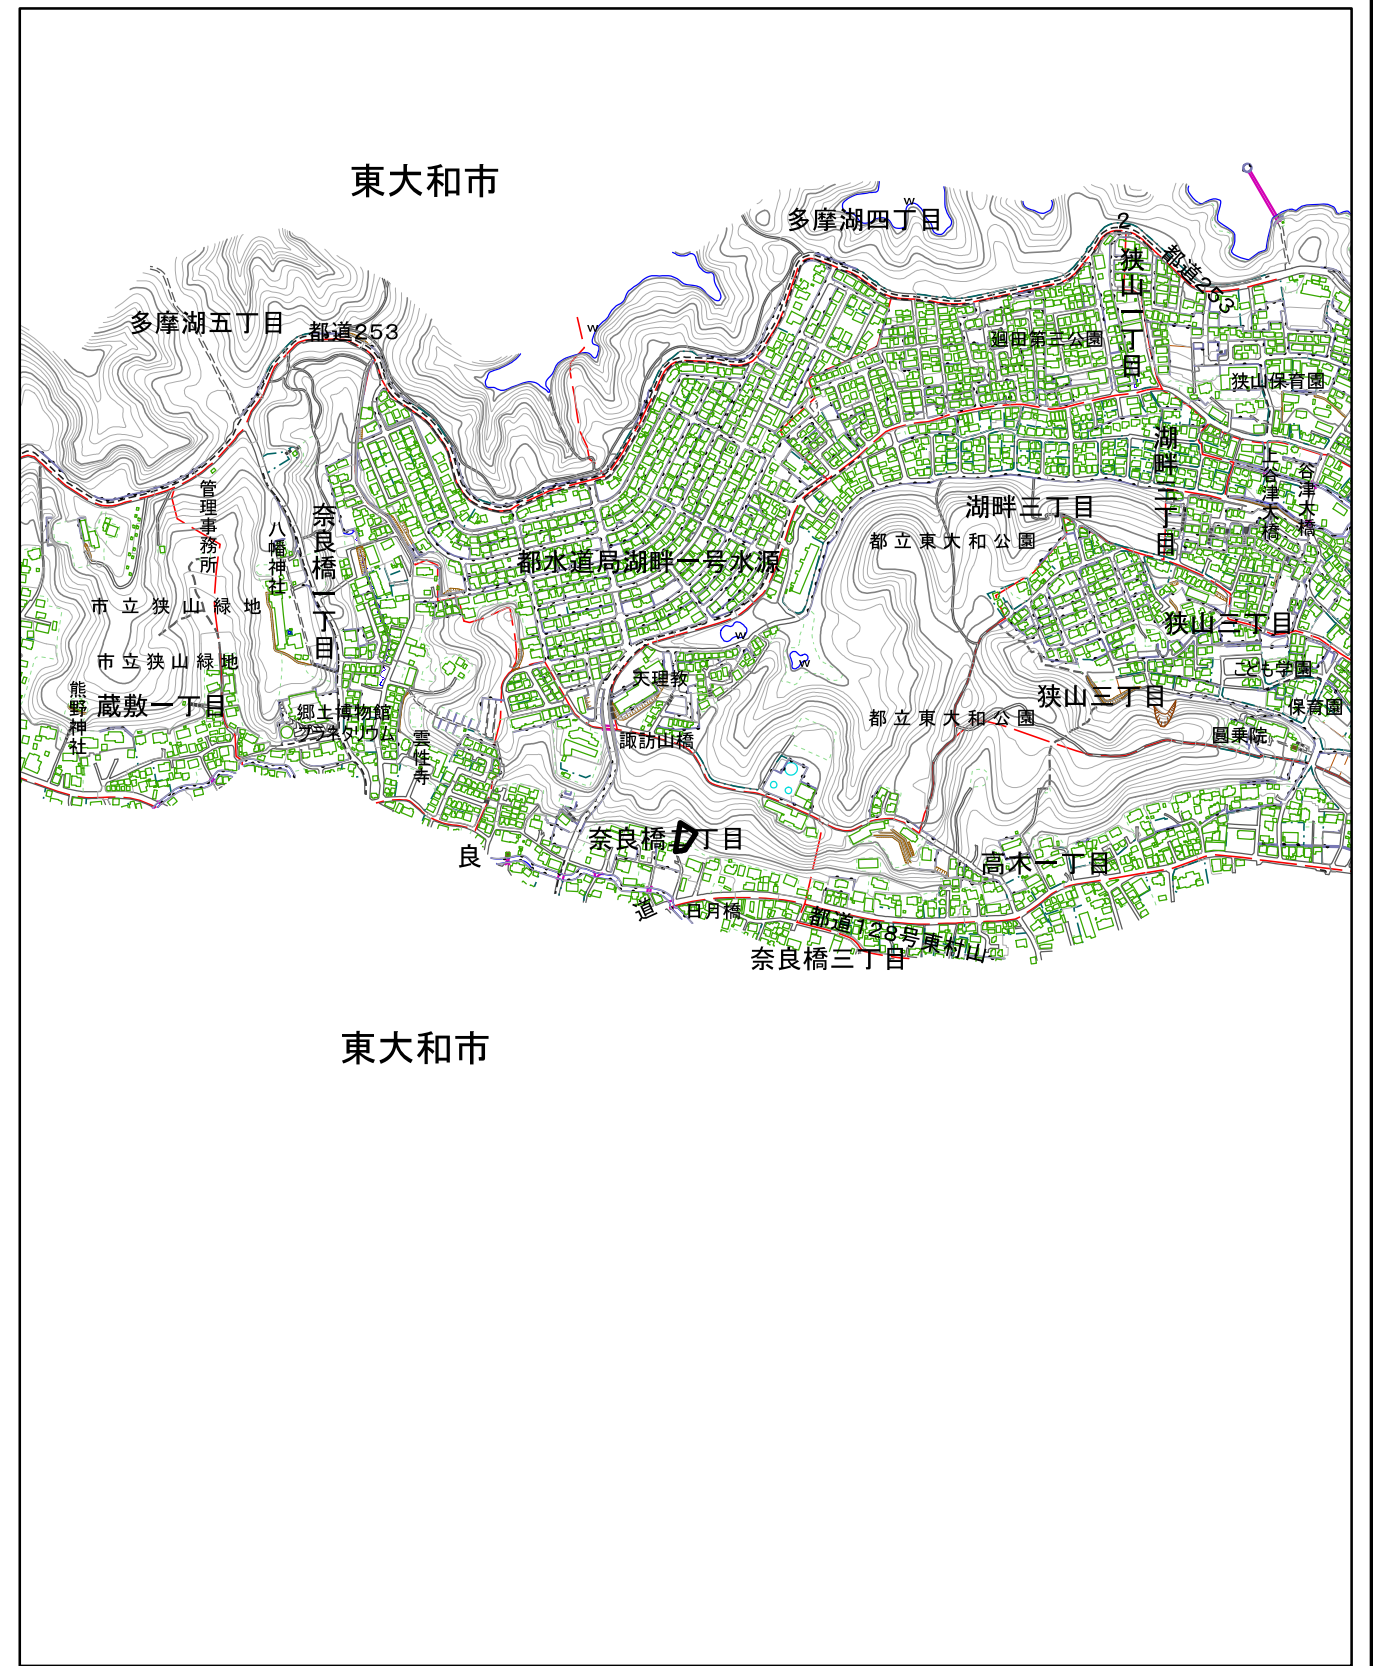 東大和市
多摩湖四丁目
w
2
狭山一丁目
都道253
多摩湖五丁目
都道253
w
廻田第三公園
狭山保育園
湖畔二丁目
上谷津大橋
谷津大橋
管理事務所
八幡神社
奈良橋一丁目
湖畔三丁目
都立東大和公園
都水道局湖畔一号水源
市立狭山緑地
狭山三丁目
w
w
市立狭山緑地
こども学園
天理教
熊野神社
蔵敷一丁目
狭山三丁目
保育園
郷土博物館
プラネタリウム
都立東大和公園
雲性寺
諏訪山橋
圓乗院
丁目
奈良橋
良
高木一丁目
道
日月橋
都道128号東村山
奈良橋三丁目
東大和市